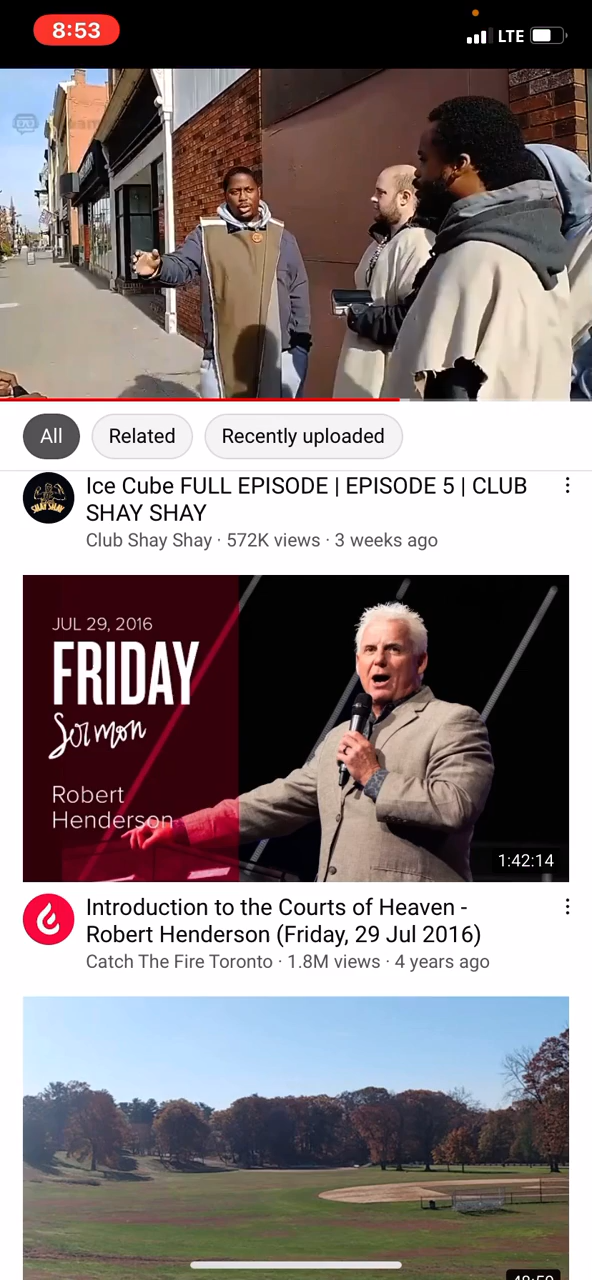 8:53
LTE
All
Related
Recently uploaded
Ice Cube FULL EPISODE | EPISODE 5 | CLUB
SHAY SHAY
Club Shay Shay · 572K views · 3 weeks ago
JUL 29, 2016
FRIDAY
Sermon
Robert
Henderson
1:42:14
Introduction to the Courts of Heaven -
Robert Henderson (Friday, 29 Jul 2016)
Catch The Fire Toronto · 1.8M views · 4 years ago